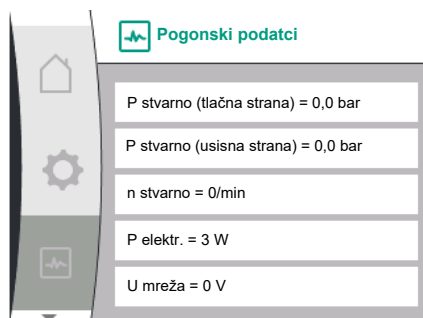 Pogonski podatci
P stvarno (tlačna strana) = 0,0 bar
P stvarno (usisna strana) = 0,0 bar
n stvarno = 0/min
P elektr. = 3 W
U mreža = 0 V